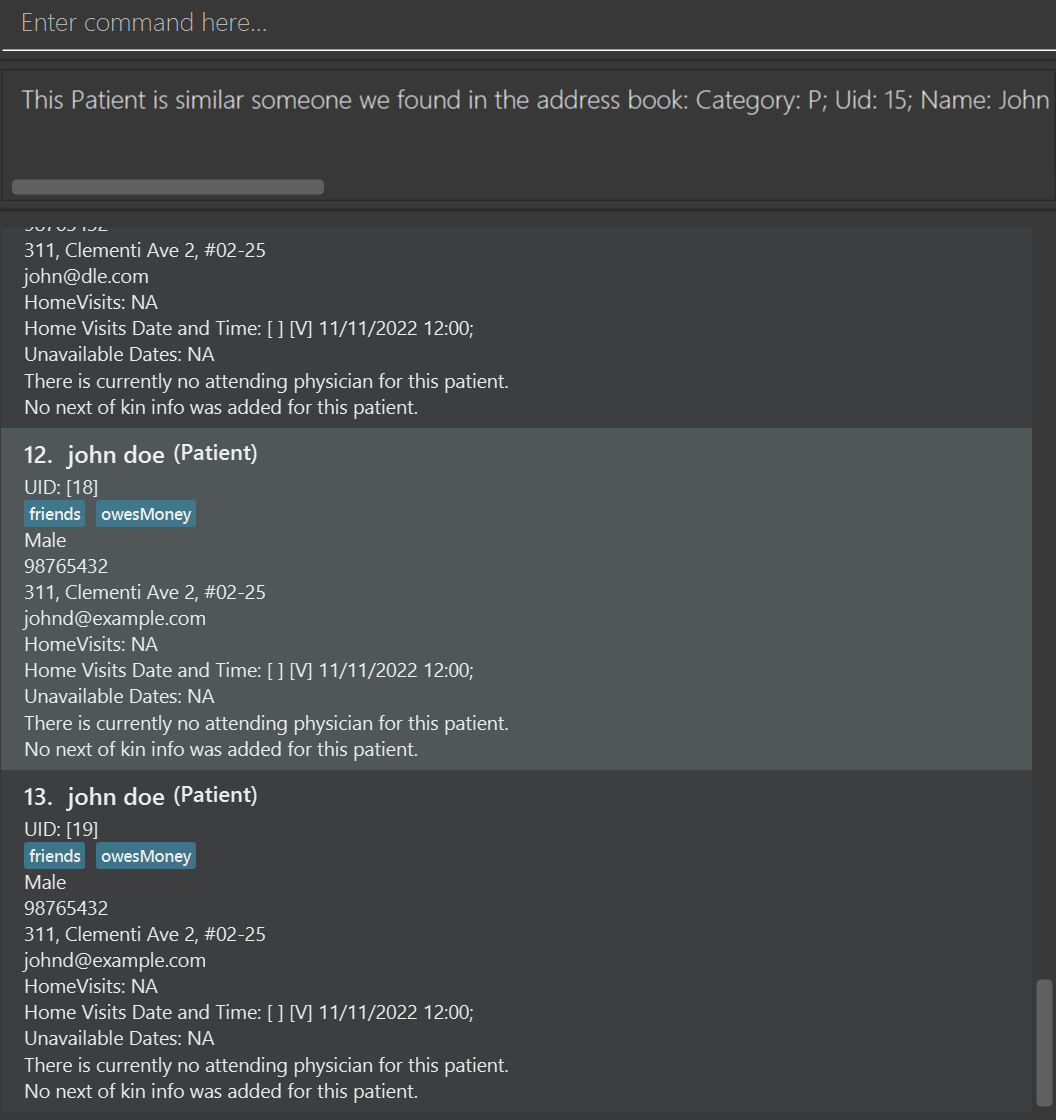 Enter command here...
This Patient is similar someone we found in the address book: Category: P; Uid: 15; Name: John
98765432
311, Clementi Ave 2, #02-25
john@dle.com
HomeVisits: NA
Home Visits Date and Time: [ ] [V] 11/11/2022 12:00;
Unavailable Dates: NA
There is currently no attending physician for this patient.
No next of kin info was added for this patient.
12. john doe (Patient)
UID: [18]
friends owesMoney
Male
98765432
311, Clementi Ave 2, #02-25
johnd@example.com
HomeVisits: NA
Home Visits Date and Time: [ ] [V] 11/11/2022 12:00;
Unavailable Dates: NA
There is currently no attending physician for this patient.
No next of kin info was added for this patient.
13. john doe (Patient)
UID: [19]
friends owesMoney
Male
98765432
311, Clementi Ave 2, #02-25
johnd@example.com
HomeVisits: NA
Home Visits Date and Time: [ ] [V] 11/11/2022 12:00;
Unavailable Dates: NA
There is currently no attending physician for this patient.
No next of kin info was added for this patient.